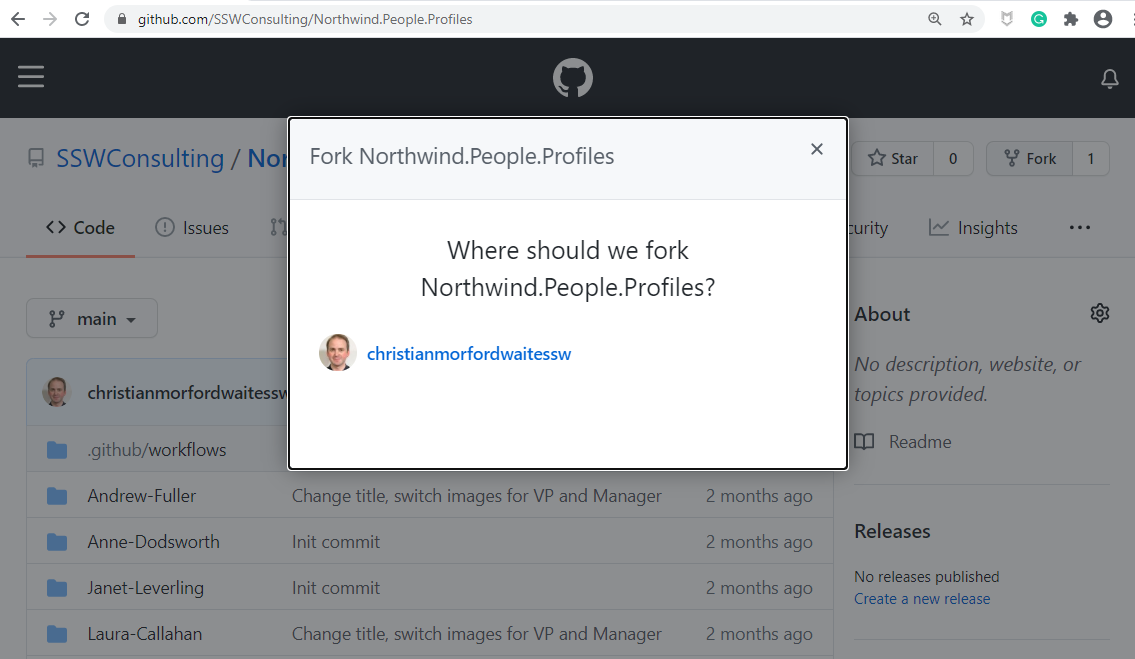 github.com/SSWConsulting/Northwind.People.Profiles
Fork Northwind.People.Profiles
SSWConsulting / Nor
Star 0
Fork 1
Code
Issues
curity
Insights
Where should we fork
Northwind.People.Profiles?
christianmorfordwaitessw
main
About
No description, website, or
topics provided.
christianmorfordwaitessw
Readme
.github/workflows
Andrew-Fuller Change title, switch images for VP and Manager 2 months ago
Anne-Dodsworth Init commit 2 months ago
Janet-Leverling Init commit 2 months ago
Laura-Callahan Change title, switch images for VP and Manager 2 months ago
Releases
No releases published
Create a new release